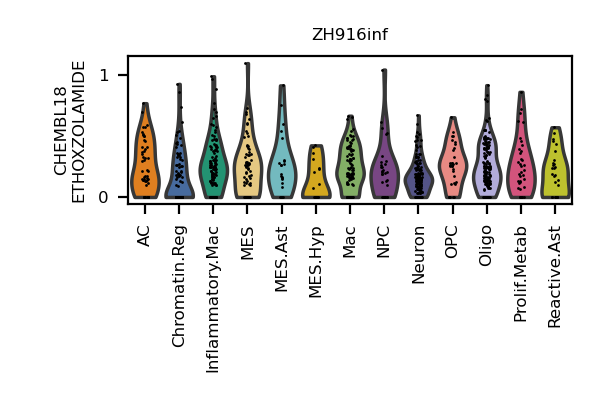 ZH916inf
CHEMBL18
ETHOXZOLAMIDE
1
0
AC
Chromatin.Reg
Inflammatory.Mac
MES
MES.Ast
MES.Hyp
Mac
NPC
Neuron
OPC
Oligo
Prolif.Metab
Reactive.Ast